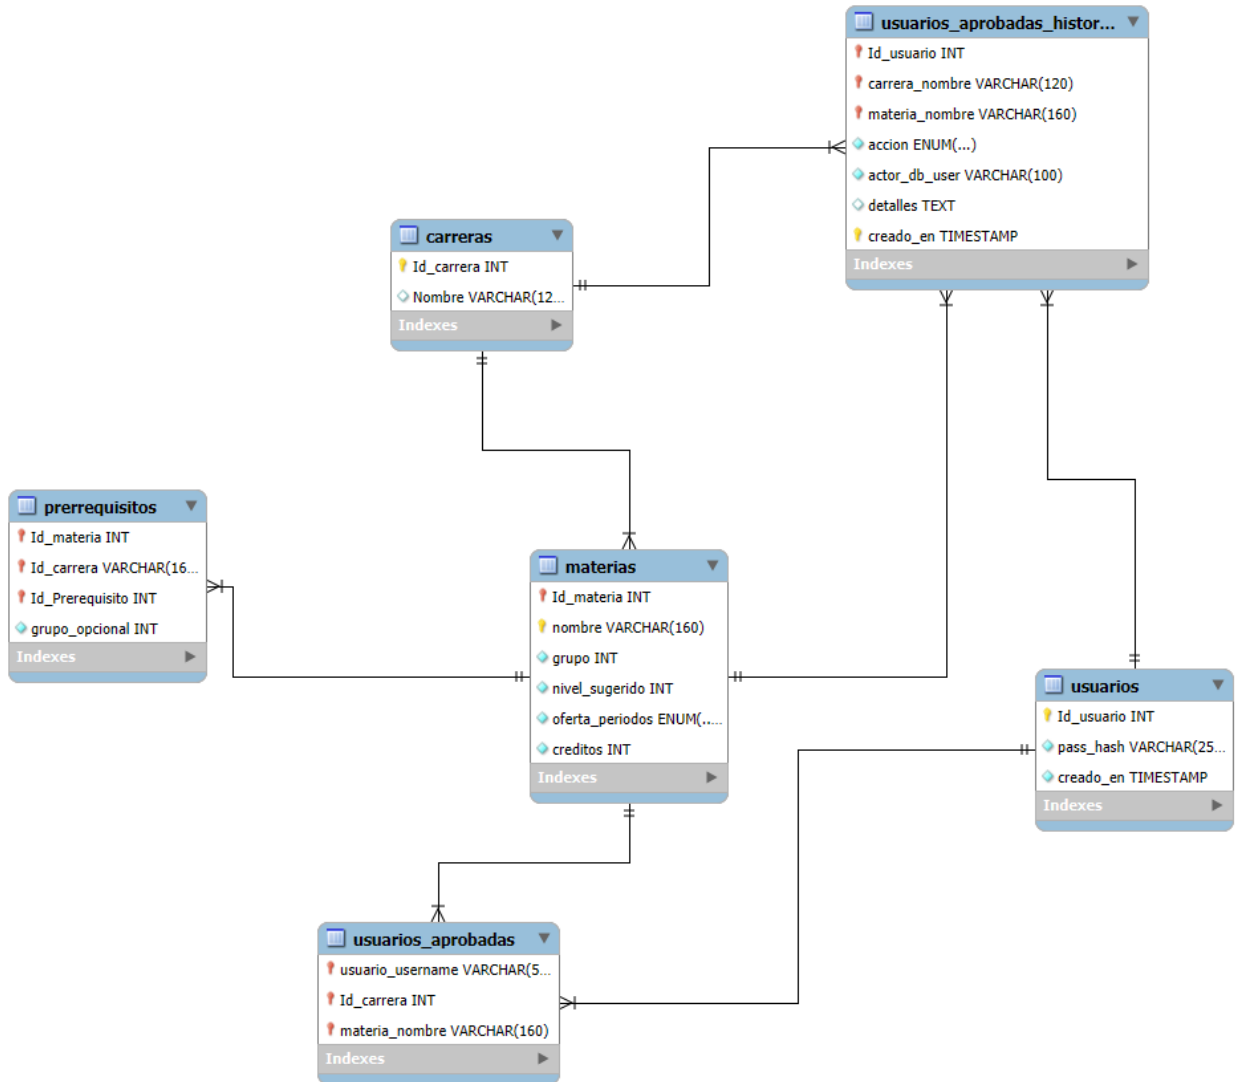 usuarios_aprobadas_histor...
Id_usuario INT
carrera_nombre VARCHAR(120)
materia_nombre VARCHAR(160)
accion ENUM(...)
actor_db_user VARCHAR(100)
detalles TEXT
creado_en TIMESTAMP
Indexes
carreras
Id_carrera INT
Nombre VARCHAR(12...
Indexes
prerrequisitos
Id_materia INT
Id_carrera VARCHAR(16...
Id_Prerequisito INT
grupo_opcional INT
Indexes
materias
Id_materia INT
nombre VARCHAR(160)
grupo INT
nivel_sugerido INT
oferta_periodos ENUM(.....
creditos INT
Indexes
usuarios
Id_usuario INT
pass_hash VARCHAR(25...
creado_en TIMESTAMP
Indexes
usuarios_aprobadas
usuario_username VARCHAR(5...
Id_carrera INT
materia_nombre VARCHAR(160)
Indexes